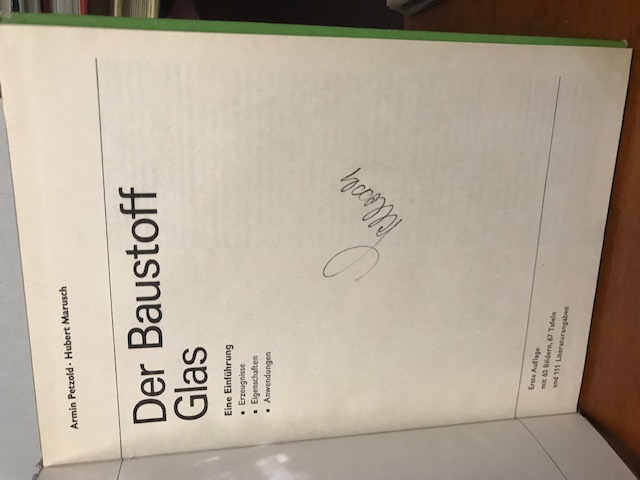 Armin Petzold · Hubert Marusch
Der Baustoff
Glas
Eine Einführung
▪ Erzeugnisse
▪ Eigenschaften
▪ Anwendungen
Erste Auflage
mit 65 Bildern, 67 Tafeln
und 111 Literaturangaben